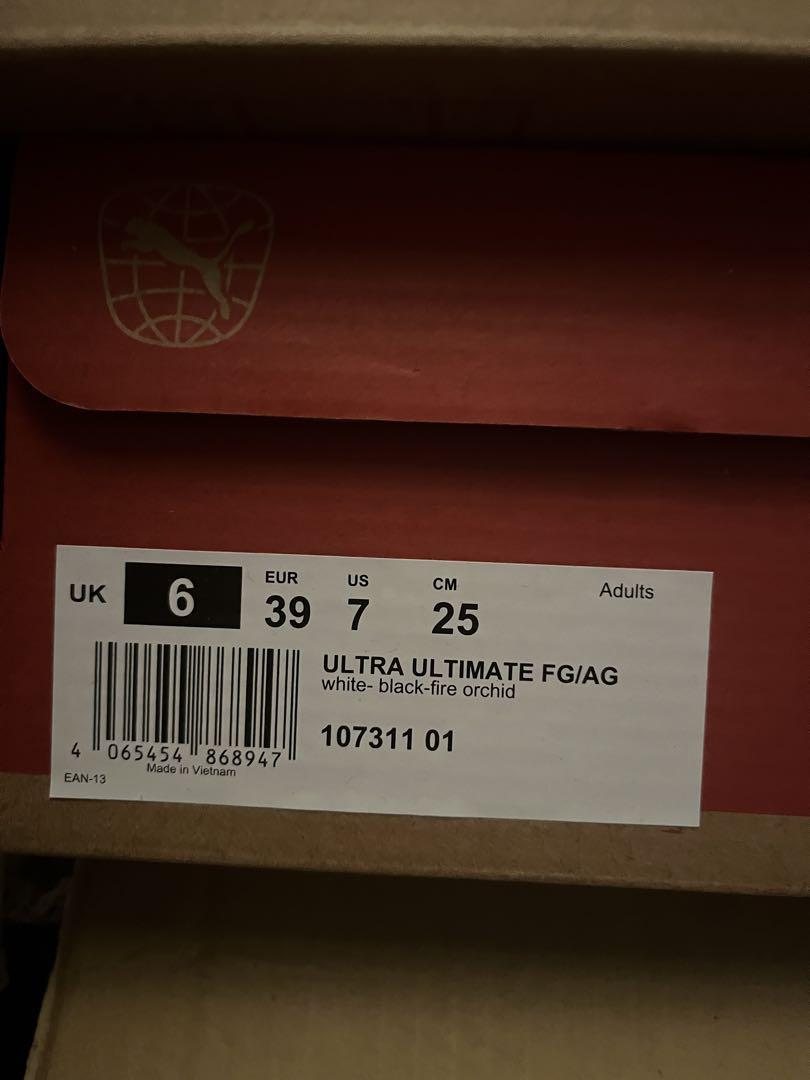 UK 6 EUR 39 US 7 CM 25 Adults
ULTRA ULTIMATE FG/AG
white- black-fire orchid
107311 01
4 065454 868947
Made in Vietnam
EAN-13